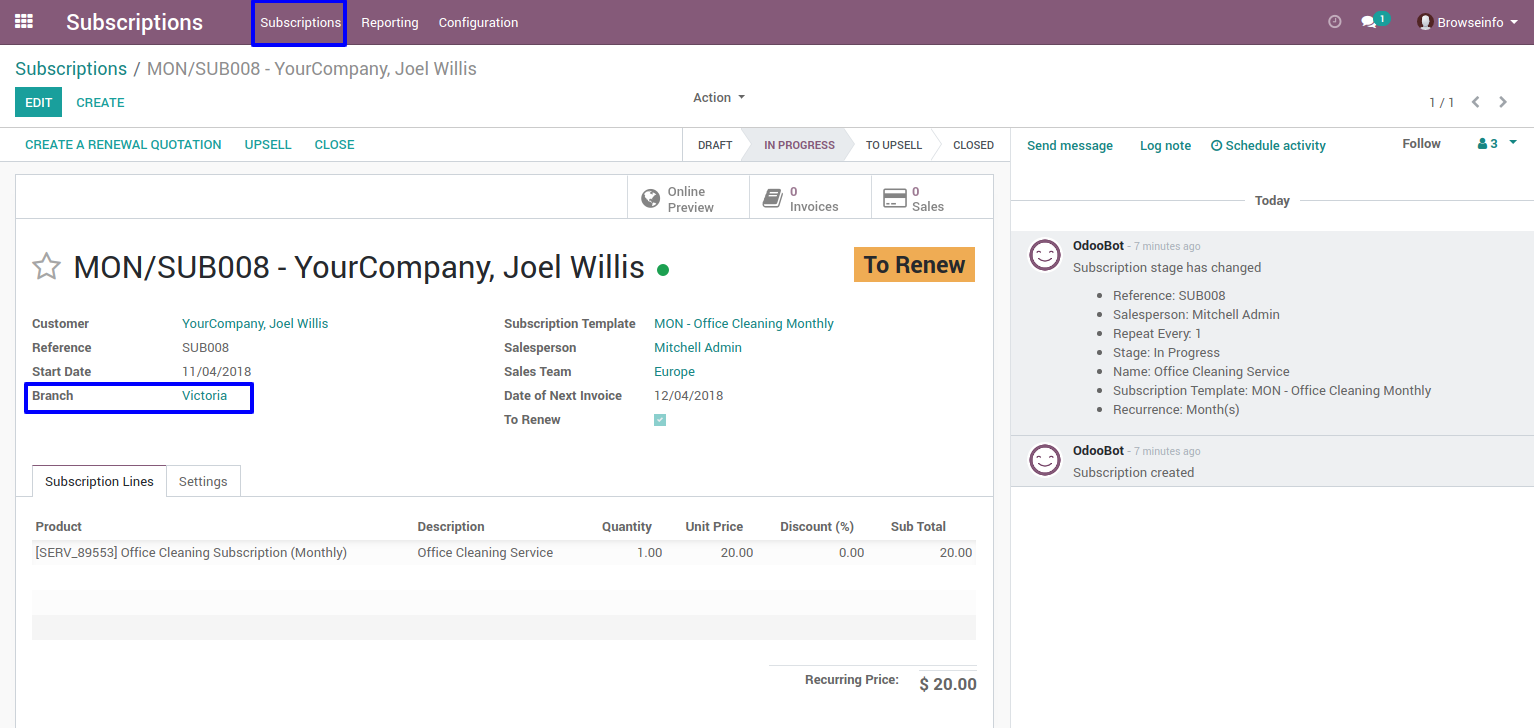 Subscriptions Subscriptions Reporting Configuration 1 Browseinfo
Subscriptions / MON/SUB008 - YourCompany, Joel Willis
EDIT CREATE Action 1 / 1
CREATE A RENEWAL QUOTATION UPSELL CLOSE DRAFT IN PROGRESS TO UPSELL CLOSED
Send message Log note Schedule activity Follow 3
Online Preview
0 Invoices
0 Sales
MON/SUB008 - YourCompany, Joel Willis To Renew
Customer YourCompany, Joel Willis
Reference SUB008
Start Date 11/04/2018
Branch Victoria
Subscription Template MON - Office Cleaning Monthly
Salesperson Mitchell Admin
Sales Team Europe
Date of Next Invoice 12/04/2018
To Renew
Subscription Lines Settings
Product Description Quantity Unit Price Discount (%) Sub Total
[SERV_89553] Office Cleaning Subscription (Monthly) Office Cleaning Service 1.00 20.00 0.00 20.00
Recurring Price: $ 20.00
Today
OdooBot - 7 minutes ago
Subscription stage has changed
Reference: SUB008
Salesperson: Mitchell Admin
Repeat Every: 1
Stage: In Progress
Name: Office Cleaning Service
Subscription Template: MON - Office Cleaning Monthly
Recurrence: Month(s)
OdooBot - 7 minutes ago
Subscription created